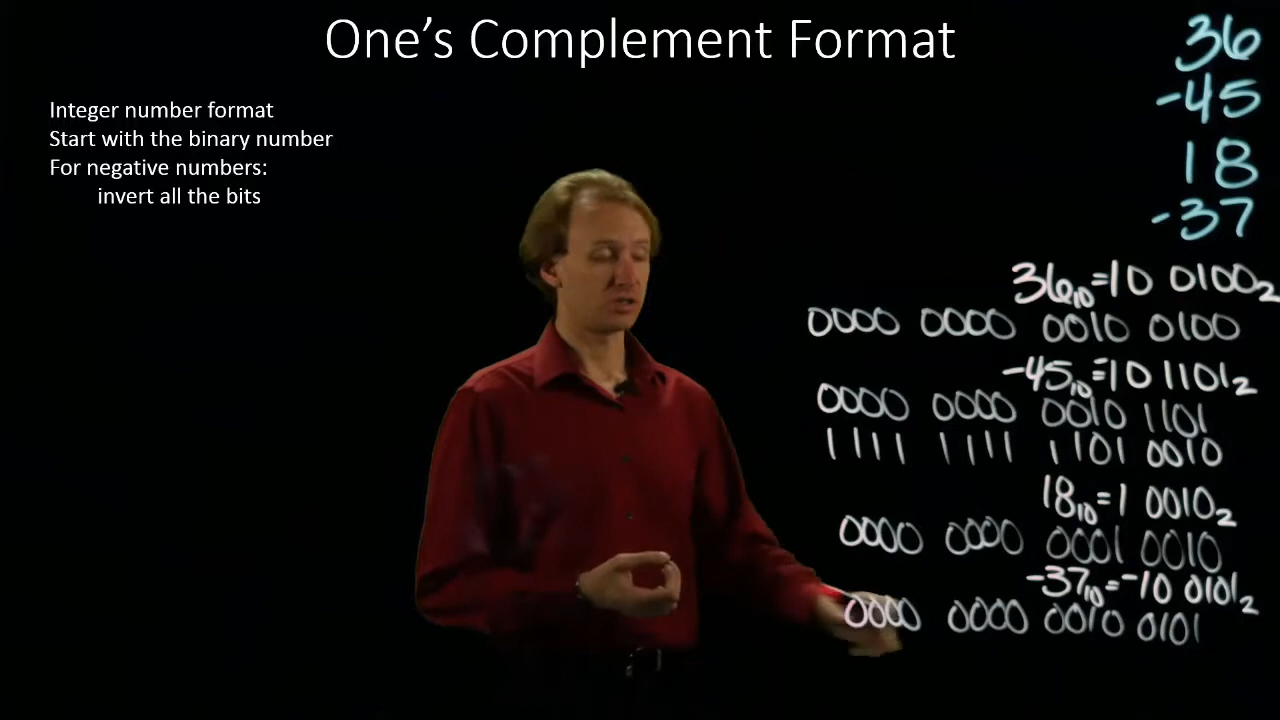 One's Complement Format
Integer number format
Start with the binary number
For negative numbers:
invert all the bits
36
-45
18
-37
36₁₀=10 0100₂
0000 0000 0010 0100
-45₁₀=10 1101₂
0000 0000 0010 1101
1111 1111 1101 0010
18₁₀=1 0010₂
0000 0000 0001 0010
-37₁₀=-10 0101₂
0000 0000 0010 0101